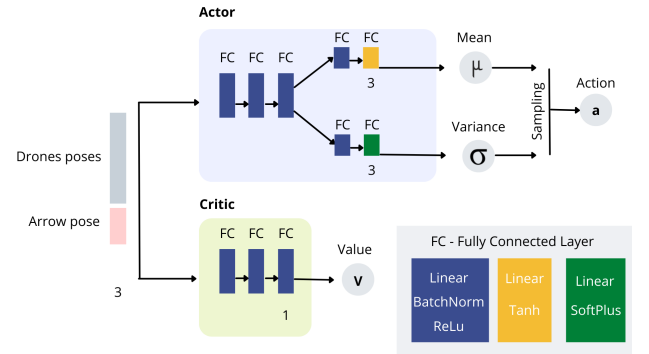 Actor
FC
FC
FC
FC
FC
3
FC
FC
3
Mean
μ
Variance
σ
Sampling
Action
a
Drones poses
Arrow pose
3
Critic
FC
FC
FC
1
Value
V
FC - Fully Connected Layer
Linear
BatchNorm
ReLu
Linear
Tanh
Linear
SoftPlus